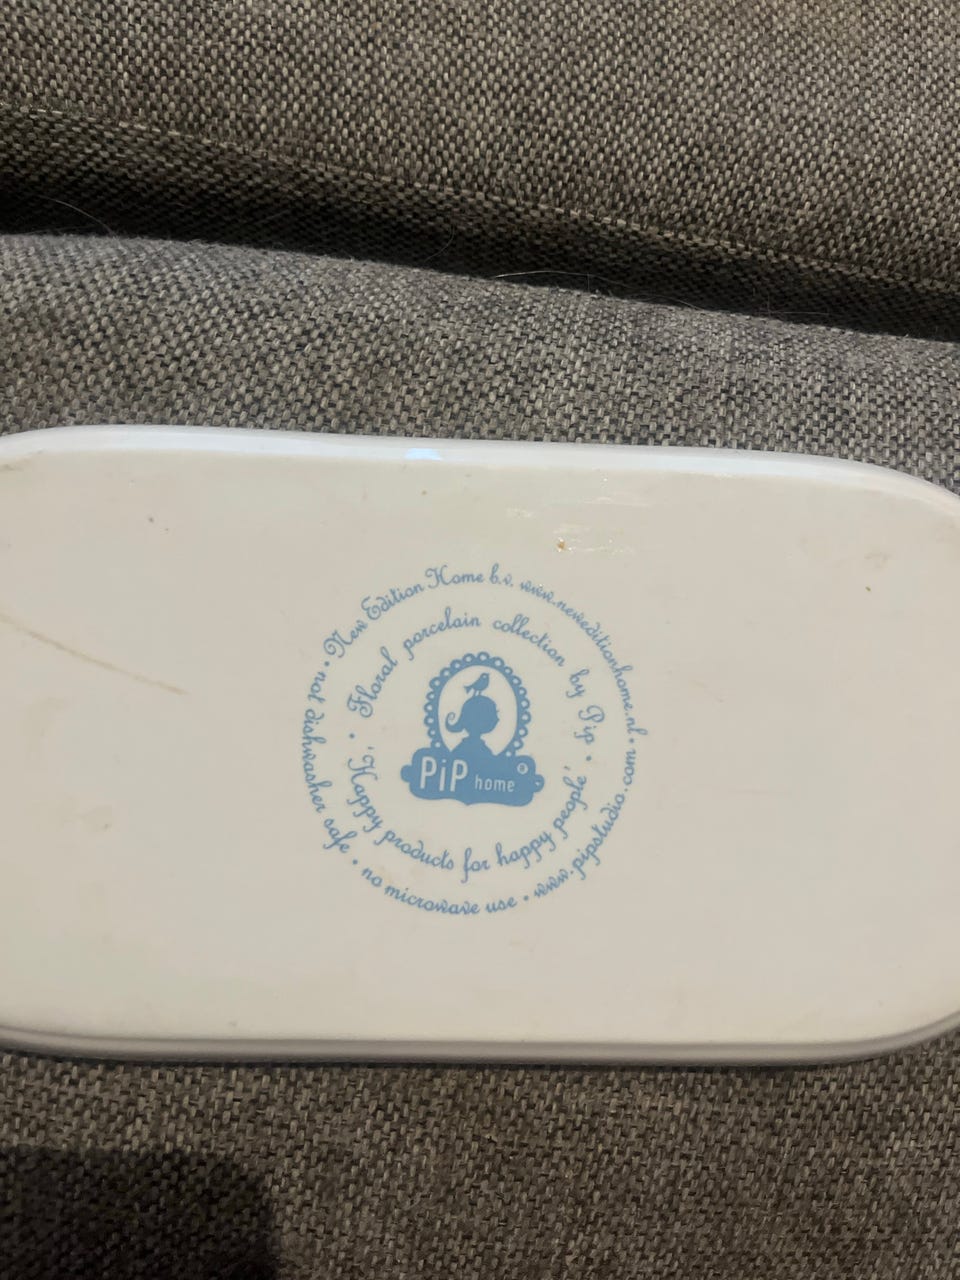 • New Edition Home b.v. www.neweditionhome.nl • www.pipstudio.com • no microwave use • not dishwasher safe
• Floral porcelain collection by Pip • 'Happy products for happy people'
PiP home ®